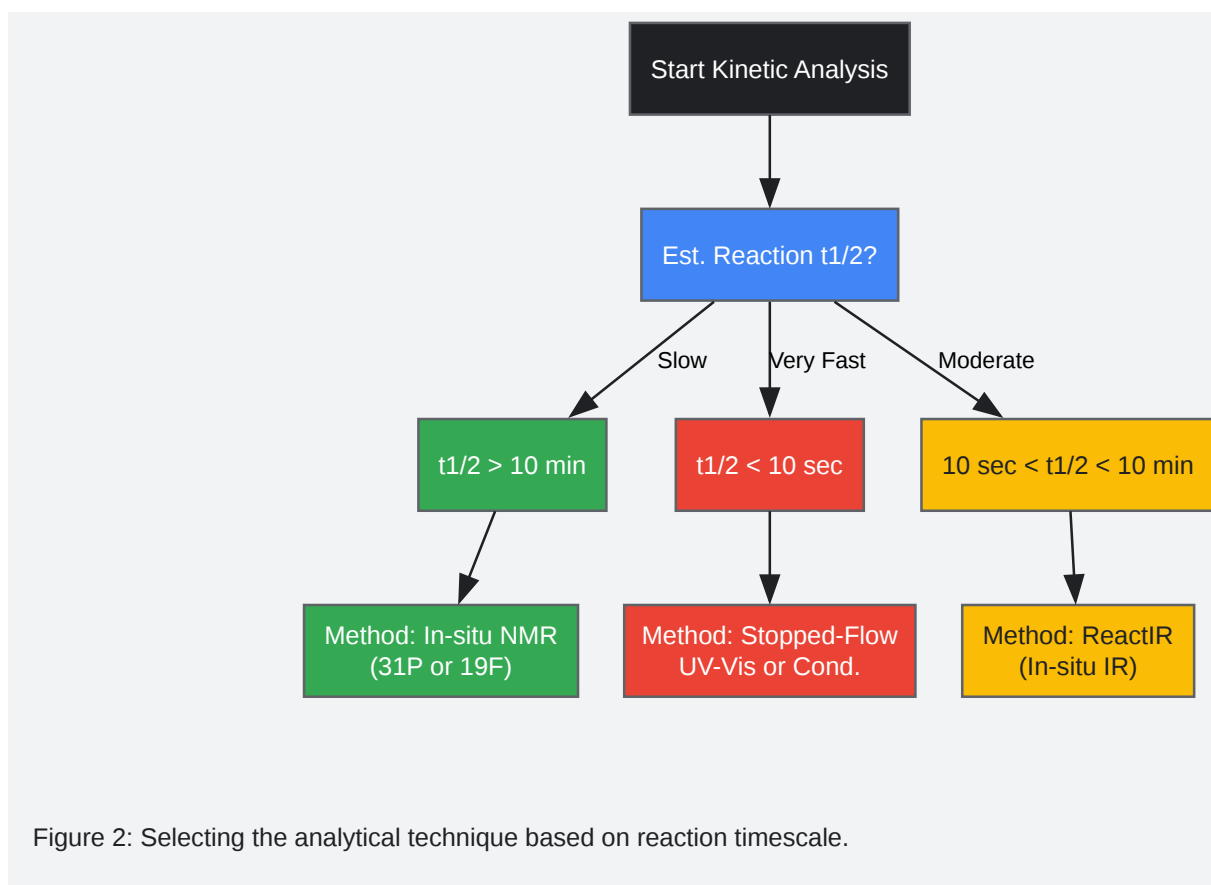 Start Kinetic Analysis
Est. Reaction t1/2?
Slow
Very Fast
Moderate
t1/2 > 10 min
t1/2 < 10 sec
10 sec < t1/2 < 10 min
Method: In-situ NMR
(31P or 19F)
Method: Stopped-Flow
UV-Vis or Cond.
Method: ReactIR
(In-situ IR)
Figure 2: Selecting the analytical technique based on reaction timescale.